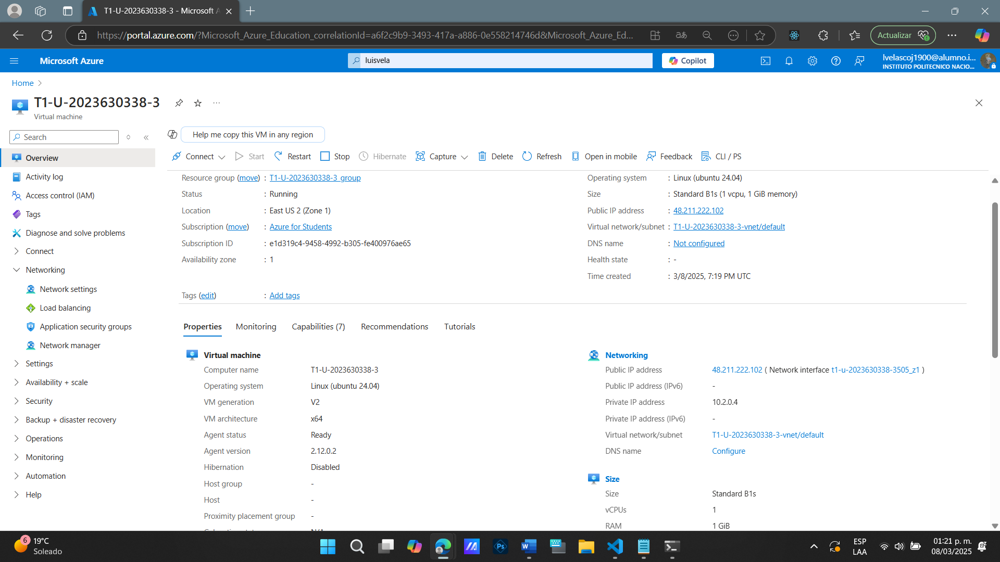 T1-U-2023630338-3 - Microsoft A
https://portal.azure.com/?Microsoft_Azure_Education_correlationId=a6f2c9b9-3493-417a-a886-0e558214746d&Microsoft_Azure_Ed...
Actualizar
Microsoft Azure
luisvela
Copilot
lvelascoj1900@alumno.i...
INSTITUTO POLITECNICO NACIO...
Home
T1-U-2023630338-3
Virtual machine
Search
Help me copy this VM in any region
Connect
Start
Restart
Stop
Hibernate
Capture
Delete
Refresh
Open in mobile
Feedback
CLI / PS
Overview
Activity log
Access control (IAM)
Tags
Diagnose and solve problems
Connect
Networking
Network settings
Load balancing
Application security groups
Network manager
Settings
Availability + scale
Security
Backup + disaster recovery
Operations
Monitoring
Automation
Help
Resource group (move) : T1-U-2023630338-3_group
Status : Running
Location : East US 2 (Zone 1)
Subscription (move) : Azure for Students
Subscription ID : e1d319c4-9458-4992-b305-fe400976ae65
Availability zone : 1
Operating system : Linux (ubuntu 24.04)
Size : Standard B1s (1 vcpu, 1 GiB memory)
Public IP address : 48.211.222.102
Virtual network/subnet : T1-U-2023630338-3-vnet/default
DNS name : Not configured
Health state : -
Time created : 3/8/2025, 7:19 PM UTC
Tags (edit) : Add tags
Properties
Monitoring
Capabilities (7)
Recommendations
Tutorials
Virtual machine
Computer name T1-U-2023630338-3
Operating system Linux (ubuntu 24.04)
VM generation V2
VM architecture x64
Agent status Ready
Agent version 2.12.0.2
Hibernation Disabled
Host group -
Host -
Proximity placement group -
Networking
Public IP address 48.211.222.102 ( Network interface t1-u-2023630338-3505_z1 )
Public IP address (IPv6) -
Private IP address 10.2.0.4
Private IP address (IPv6) -
Virtual network/subnet T1-U-2023630338-3-vnet/default
DNS name Configure
Size
Size Standard B1s
vCPUs 1
RAM 1 GiB
6
19°C
Soleado
ESP
LAA
01:21 p. m.
08/03/2025